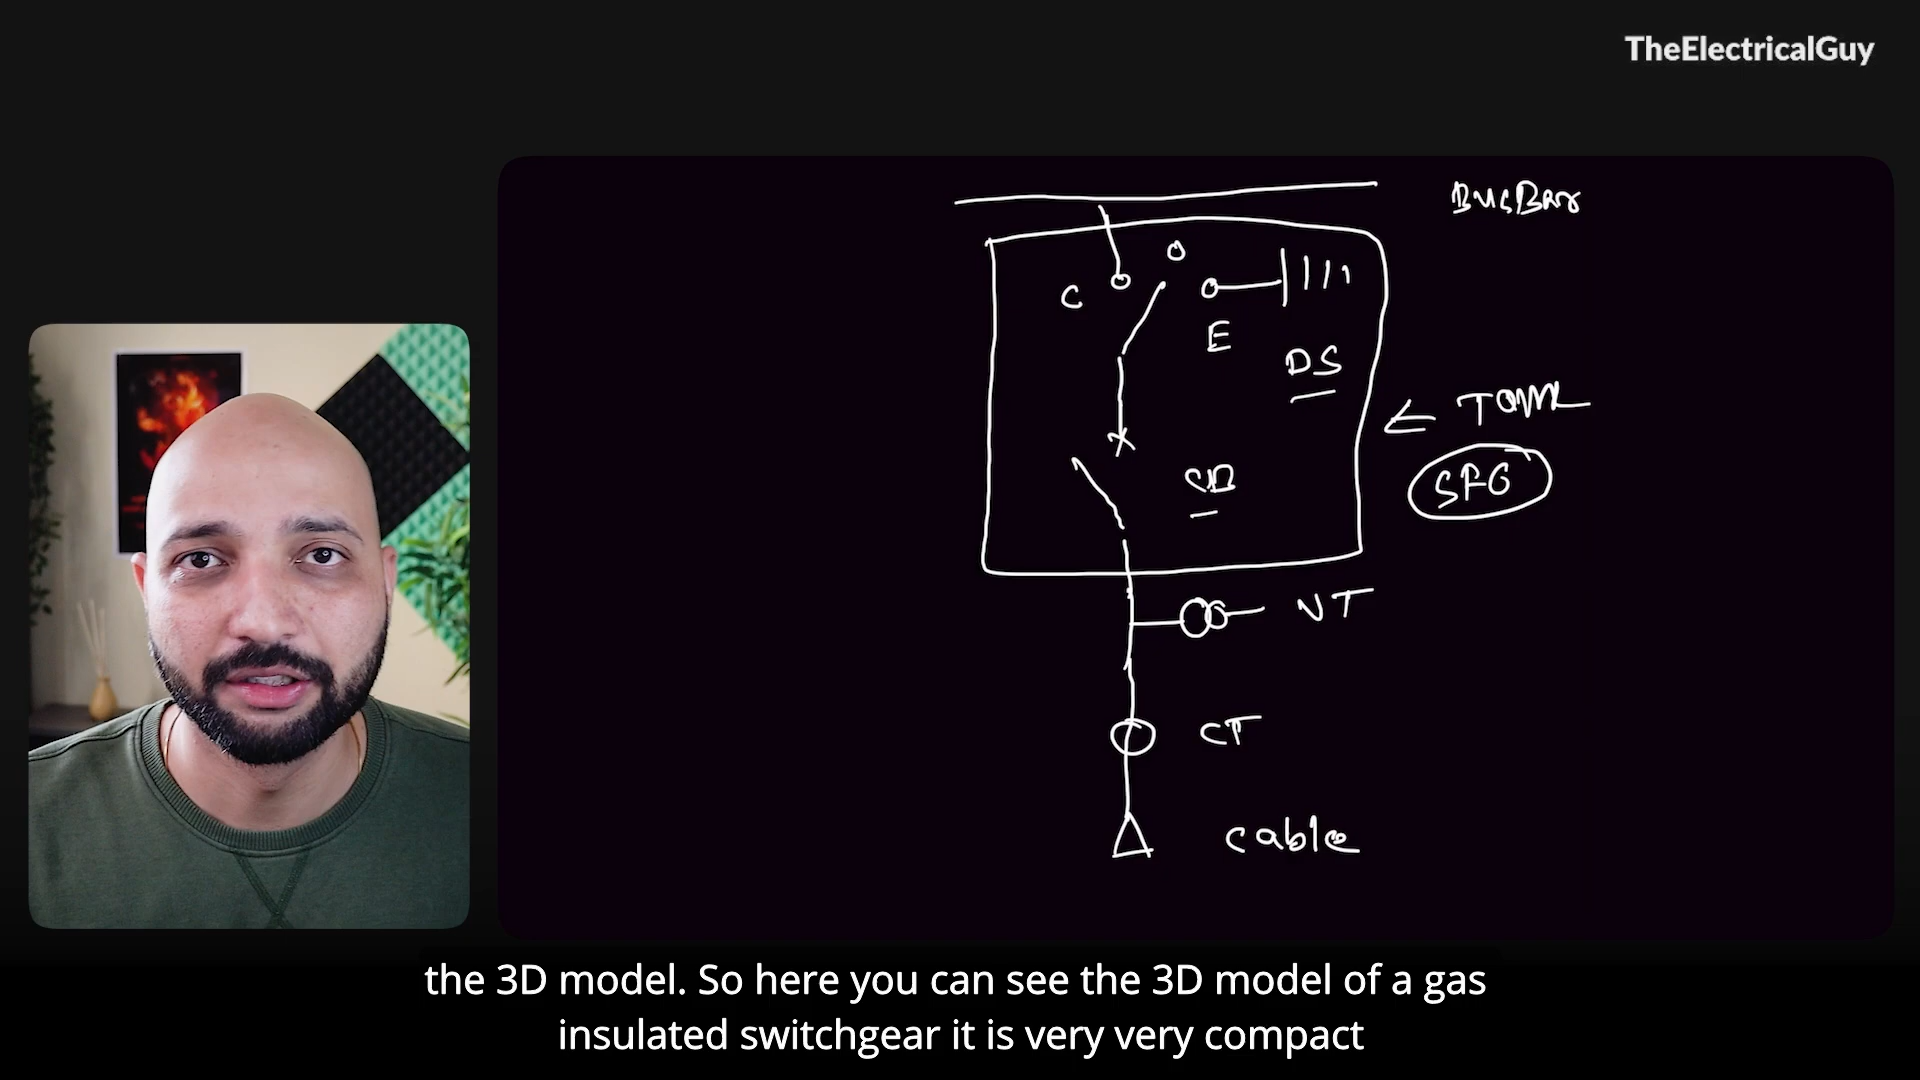 TheElectricalGuy
BusBar
O
C
E
DS
TANK
SF6
CB
VT
CT
cable
the 3D model. So here you can see the 3D model of a gas
insulated switchgear it is very very compact